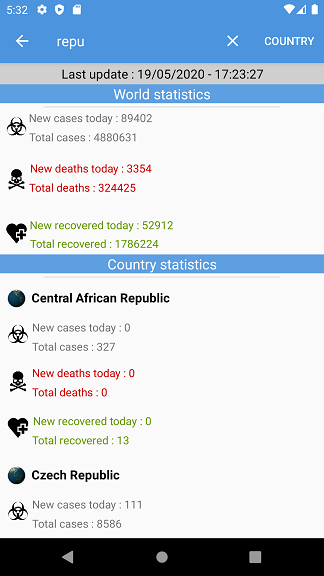 5:32
repu
COUNTRY
Last update : 19/05/2020 - 17:23:27
World statistics
New cases today : 89402
Total cases : 4880631
New deaths today : 3354
Total deaths : 324425
New recovered today : 52912
Total recovered : 1786224
Country statistics
Central African Republic
New cases today : 0
Total cases : 327
New deaths today : 0
Total deaths : 0
New recovered today : 0
Total recovered : 13
Czech Republic
New cases today : 111
Total cases : 8586